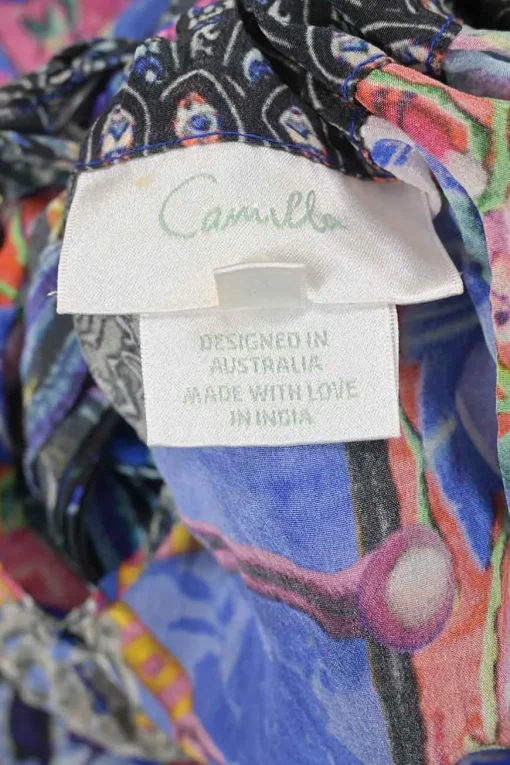 Camilla
DESIGNED IN
AUSTRALIA
MADE WITH LOVE
IN INDIA